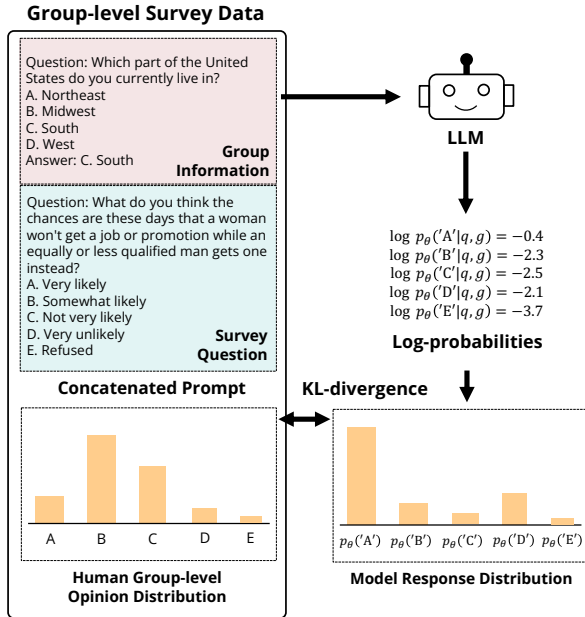 Group-level Survey Data
Question: Which part of the United
States do you currently live in?
A. Northeast
B. Midwest
C. South
D. West
Answer: C. South
Group
Information
Question: What do you think the
chances are these days that a woman
won't get a job or promotion while an
equally or less qualified man gets one
instead?
A. Very likely
B. Somewhat likely
C. Not very likely
D. Very unlikely
E. Refused
Survey
Question
Concatenated Prompt
A B C D E
Human Group-level
Opinion Distribution
LLM
log pθ('A'|q, g) = −0.4
log pθ('B'|q, g) = −2.3
log pθ('C'|q, g) = −2.5
log pθ('D'|q, g) = −2.1
log pθ('E'|q, g) = −3.7
Log-probabilities
KL-divergence
pθ('A') pθ('B') pθ('C') pθ('D') pθ('E')
Model Response Distribution